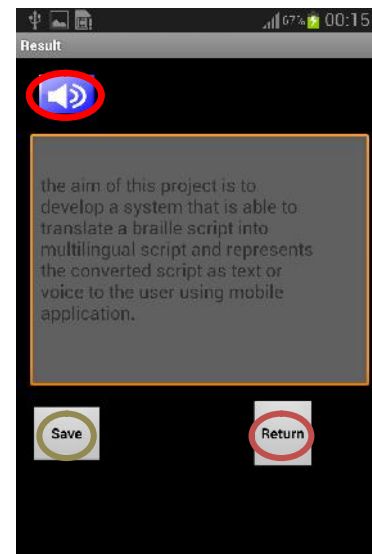 67% 00:15
Result
the aim of this project is to
develop a system that is able to
translate a braille script into
multilingual script and represents
the converted script as text or
voice to the user using mobile
application.
Save Return